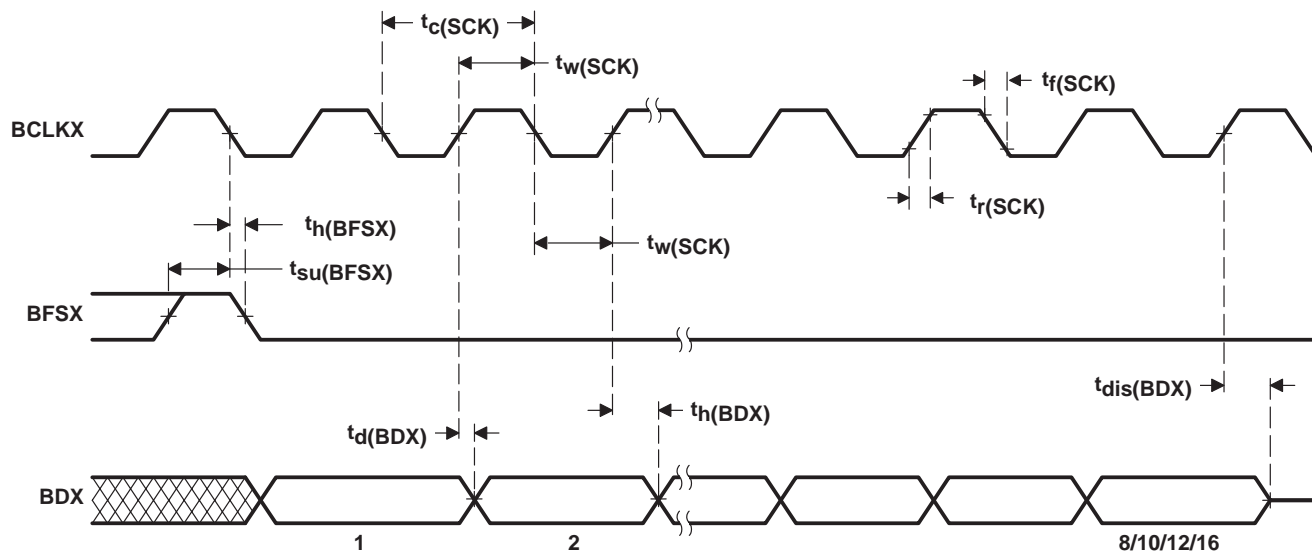 tc(SCK)
tw(SCK)
tf(SCK)
BCLKX
tr(SCK)
th(BFSX)
tw(SCK)
tsu(BFSX)
BFSX
tdis(BDX)
th(BDX)
td(BDX)
BDX
1 2 8/10/12/16